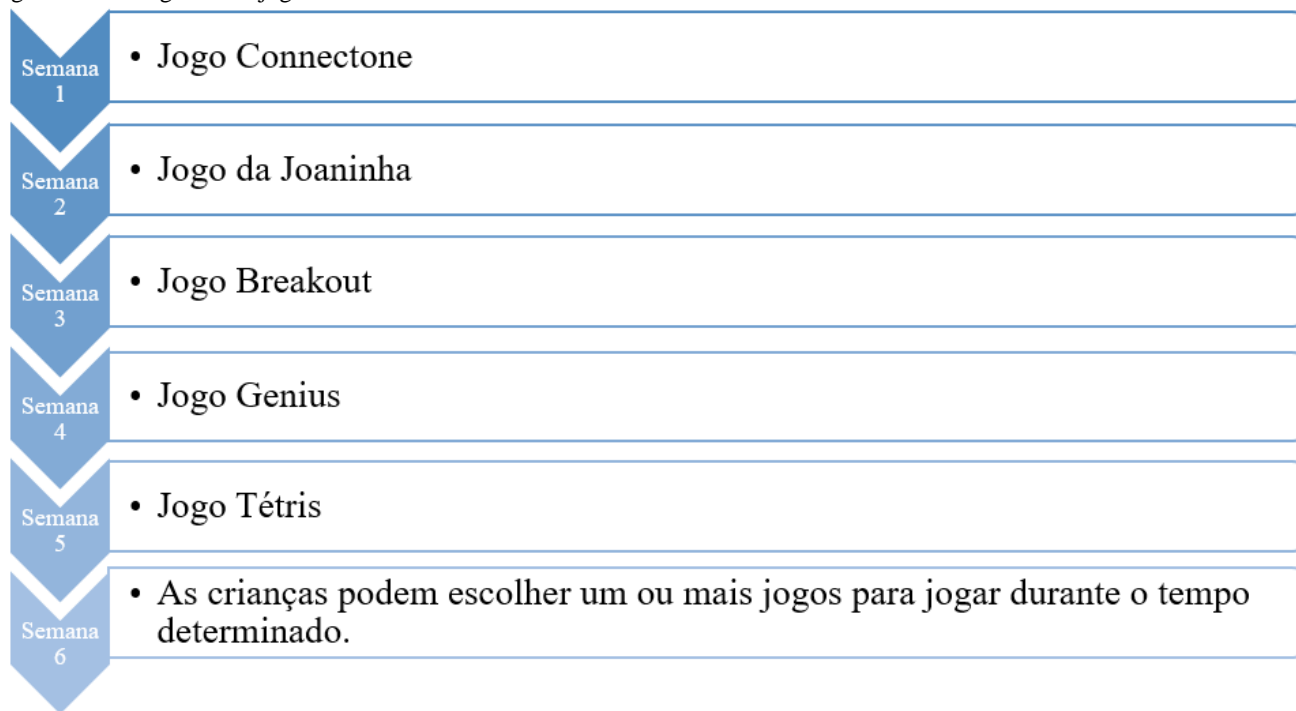 Semana
1
• Jogo Connectone
Semana
2
• Jogo da Joaninha
Semana
3
• Jogo Breakout
Semana
4
• Jogo Genius
Semana
5
• Jogo Tétris
Semana
6
• As crianças podem escolher um ou mais jogos para jogar durante o tempo
determinado.